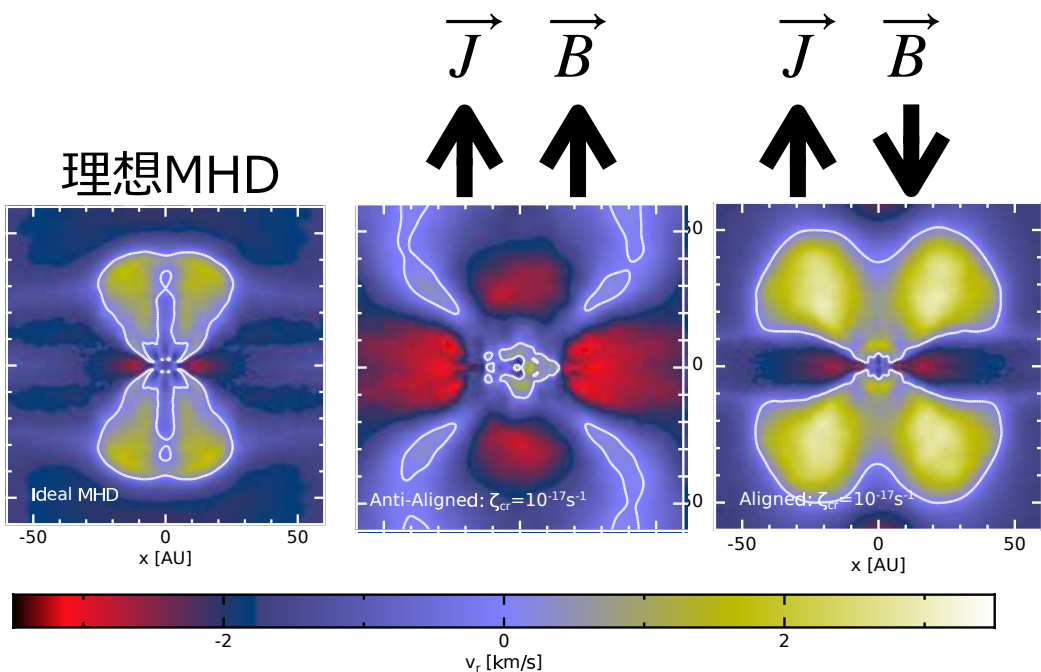 J B J B
理想MHD
50
0
50
Ideal MHD
Anti-Aligned: ζcr=10-17s-1
Aligned: ζcr=10-17s-1
-50 0 50
x [AU]
-50 0 50
x [AU]
-2 0 2
vr [km/s]